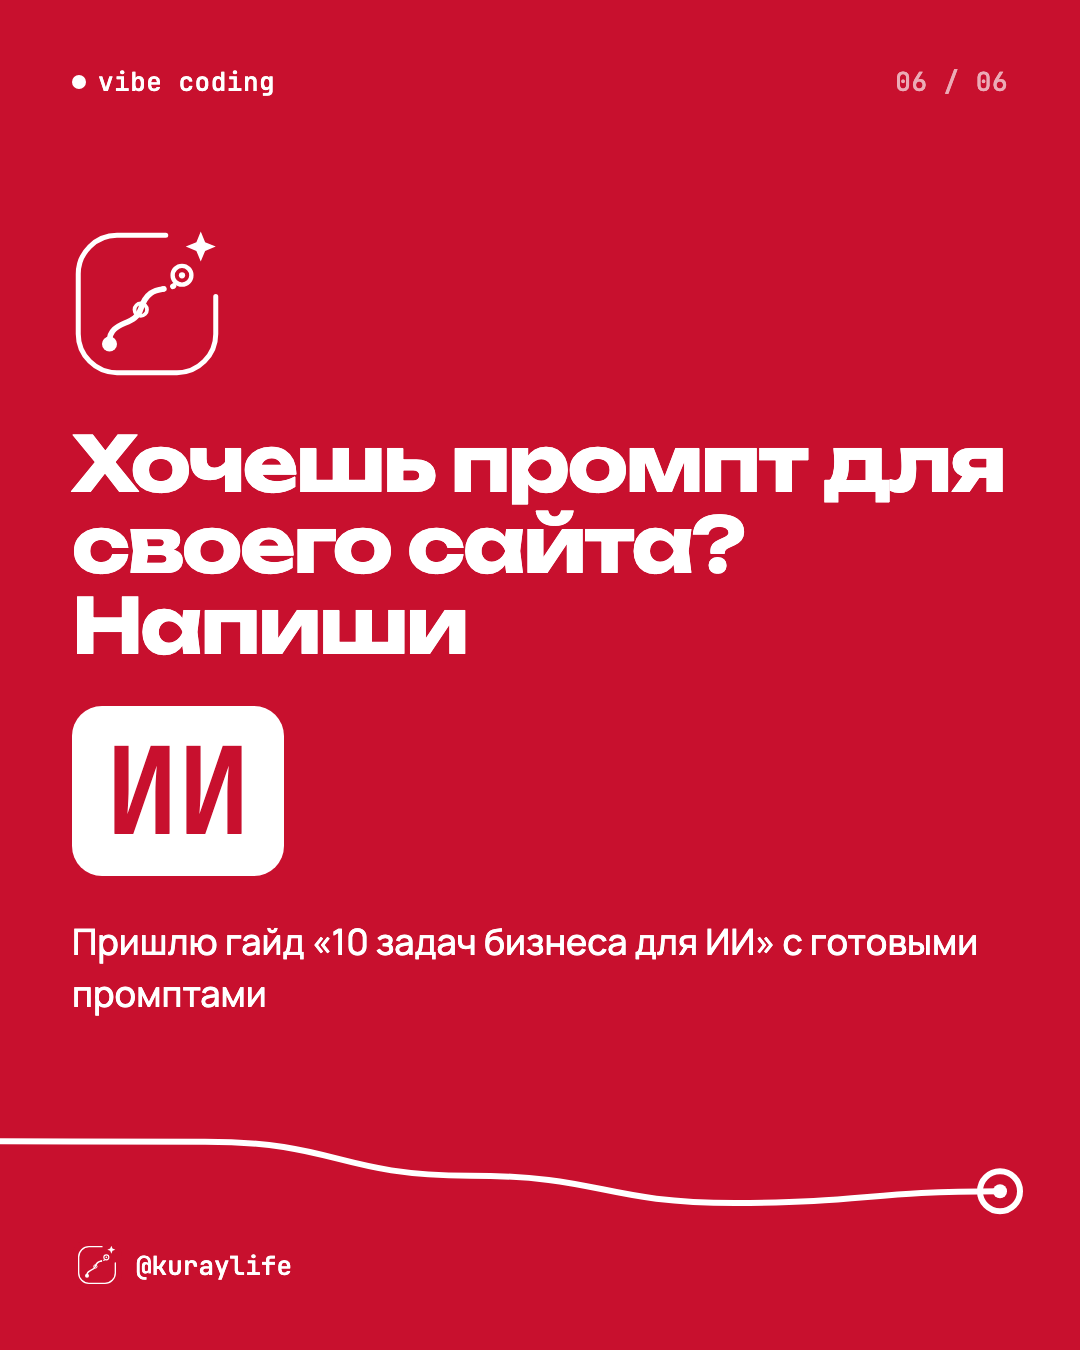 vibe coding
06 / 06
Хочешь промпт для
своего сайта?
Напиши
ИИ
Пришлю гайд «10 задач бизнеса для ИИ» с готовыми
промптами
@kuraylife